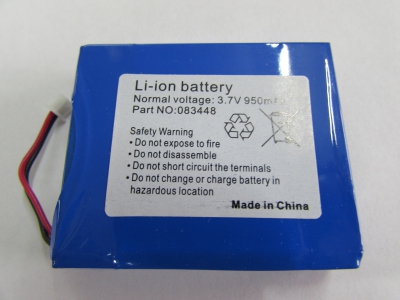 Li-ion battery
Normal voltage: 3.7V
Part NO:083448
Safety Warning
• Do not expose to fire
• Do not disassemble
• Do not short circuit the terminals
• Do not change or charge battery in
hazardous location
Made in China